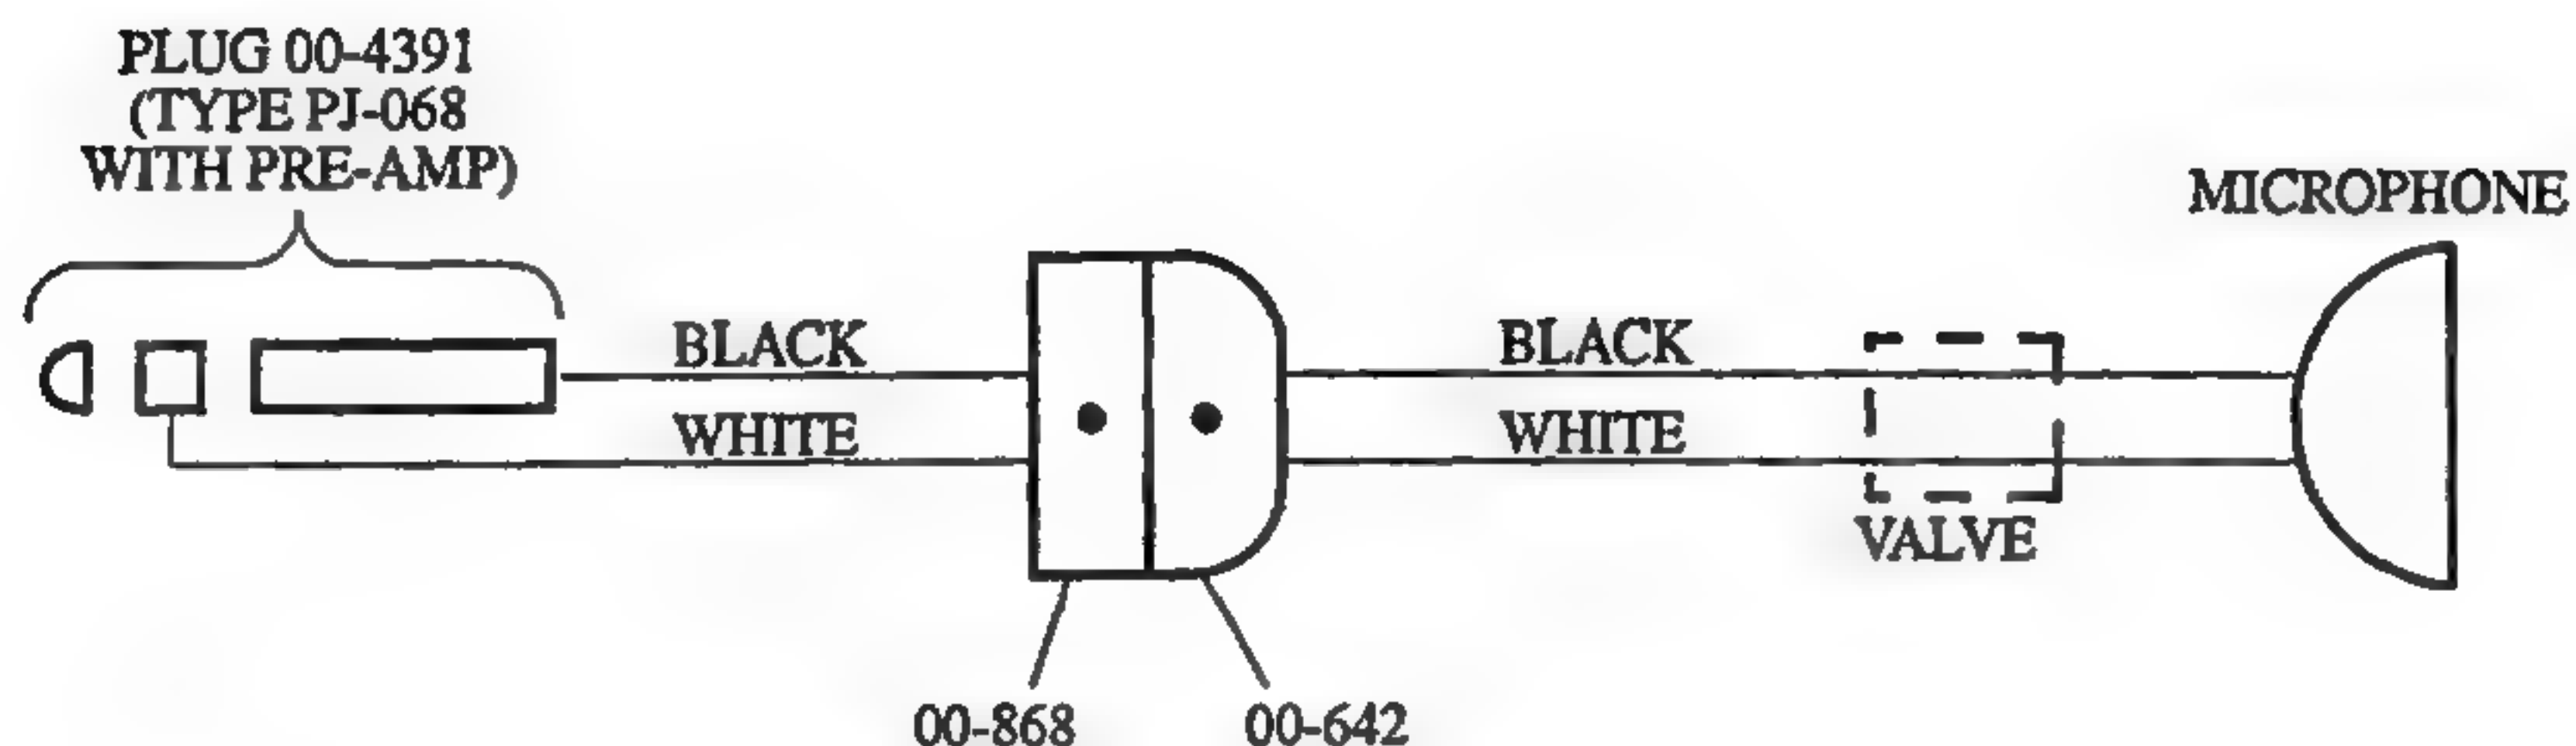 PLUG 00-4391
(TYPE PJ-068
WITH PRE-AMP)
MICROPHONE
BLACK
BLACK
WHITE
WHITE
VALVE
00-868
00-642